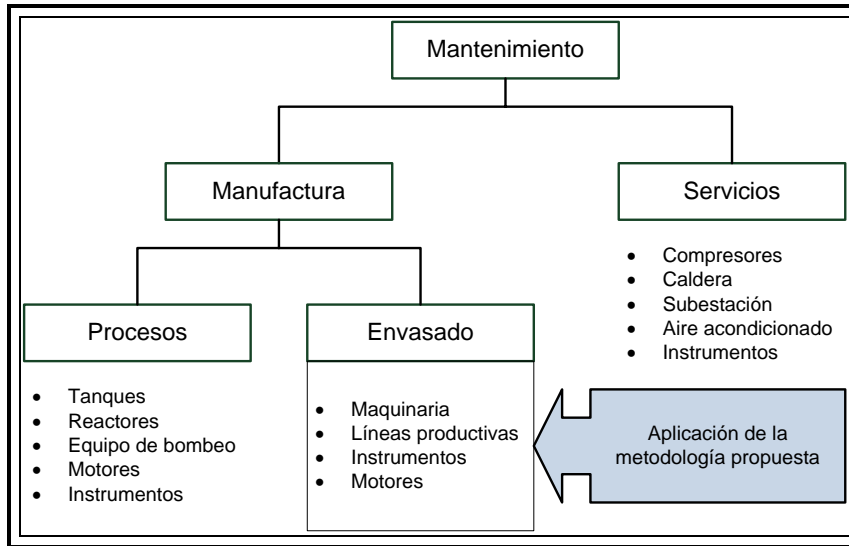 Mantenimiento
Manufactura
Servicios
• Compresores
• Caldera
• Subestación
• Aire acondicionado
• Instrumentos
Procesos
• Tanques
• Reactores
• Equipo de bombeo
• Motores
• Instrumentos
Envasado
• Maquinaria
• Líneas productivas
• Instrumentos
• Motores
Aplicación de la
metodología propuesta